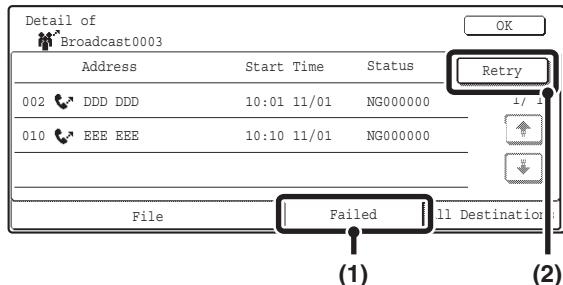 Detail of
Broadcast0003
OK
Address Start Time Status Retry
002 DDD DDD 10:01 11/01 NG000000 1/ 1
010 EEE EEE 10:10 11/01 NG000000
File Failed All Destinations
(1) (2)